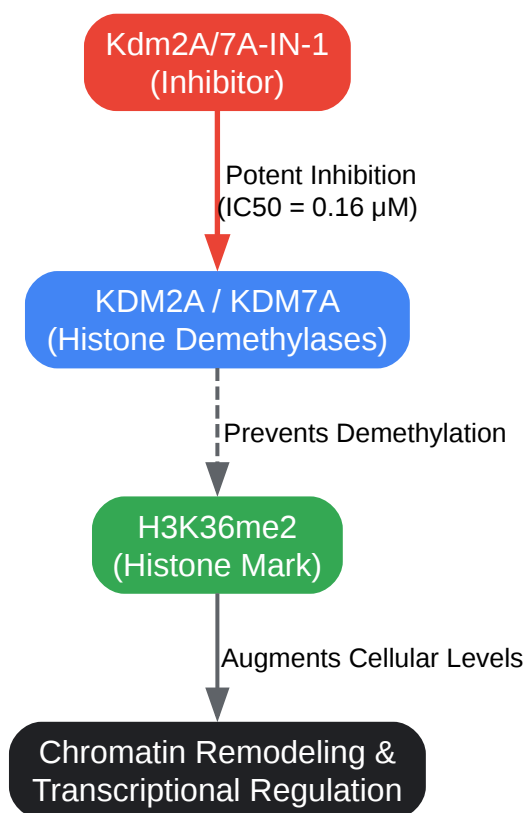 Kdm2A/7A-IN-1
(Inhibitor)
Potent Inhibition
(IC50 = 0.16 μM)
KDM2A / KDM7A
(Histone Demethylases)
Prevents Demethylation
H3K36me2
(Histone Mark)
Augments Cellular Levels
Chromatin Remodeling &
Transcriptional Regulation